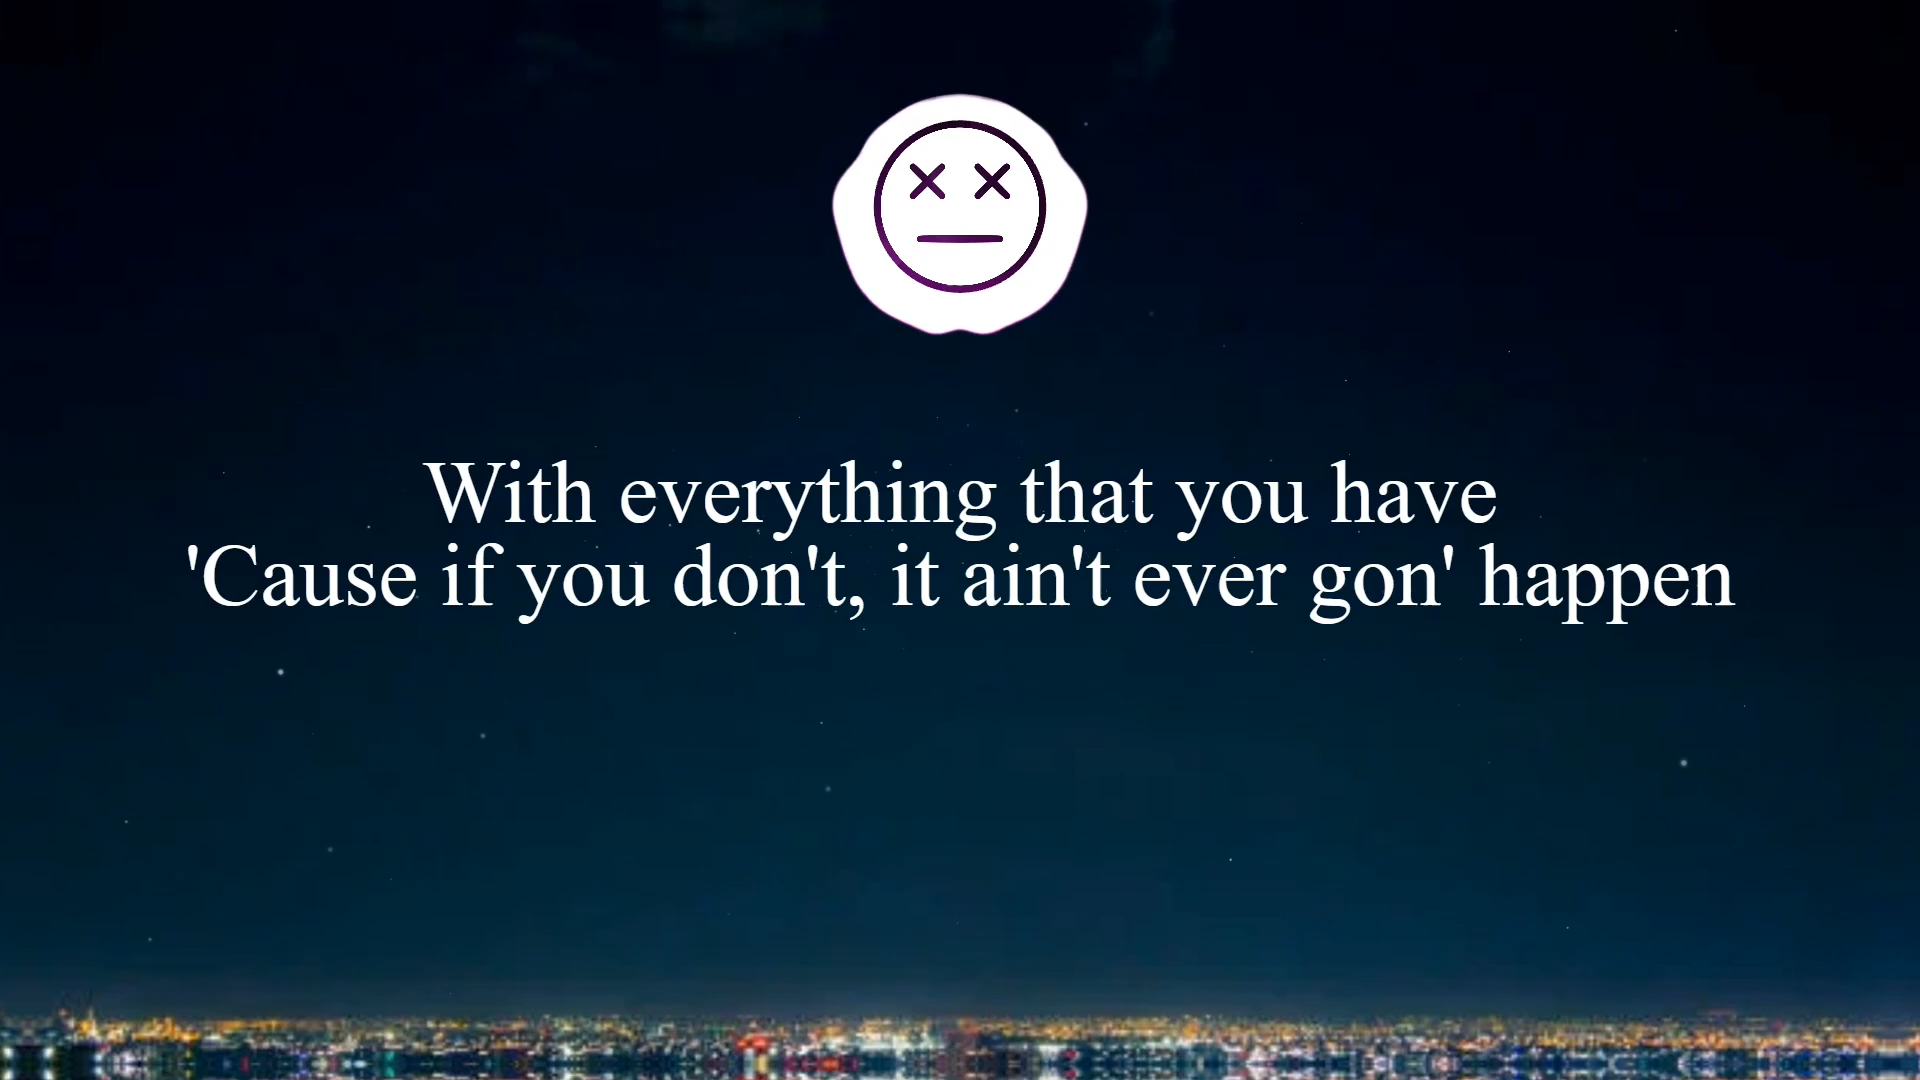 With everything that you have
'Cause if you don't, it ain't ever gon' happen